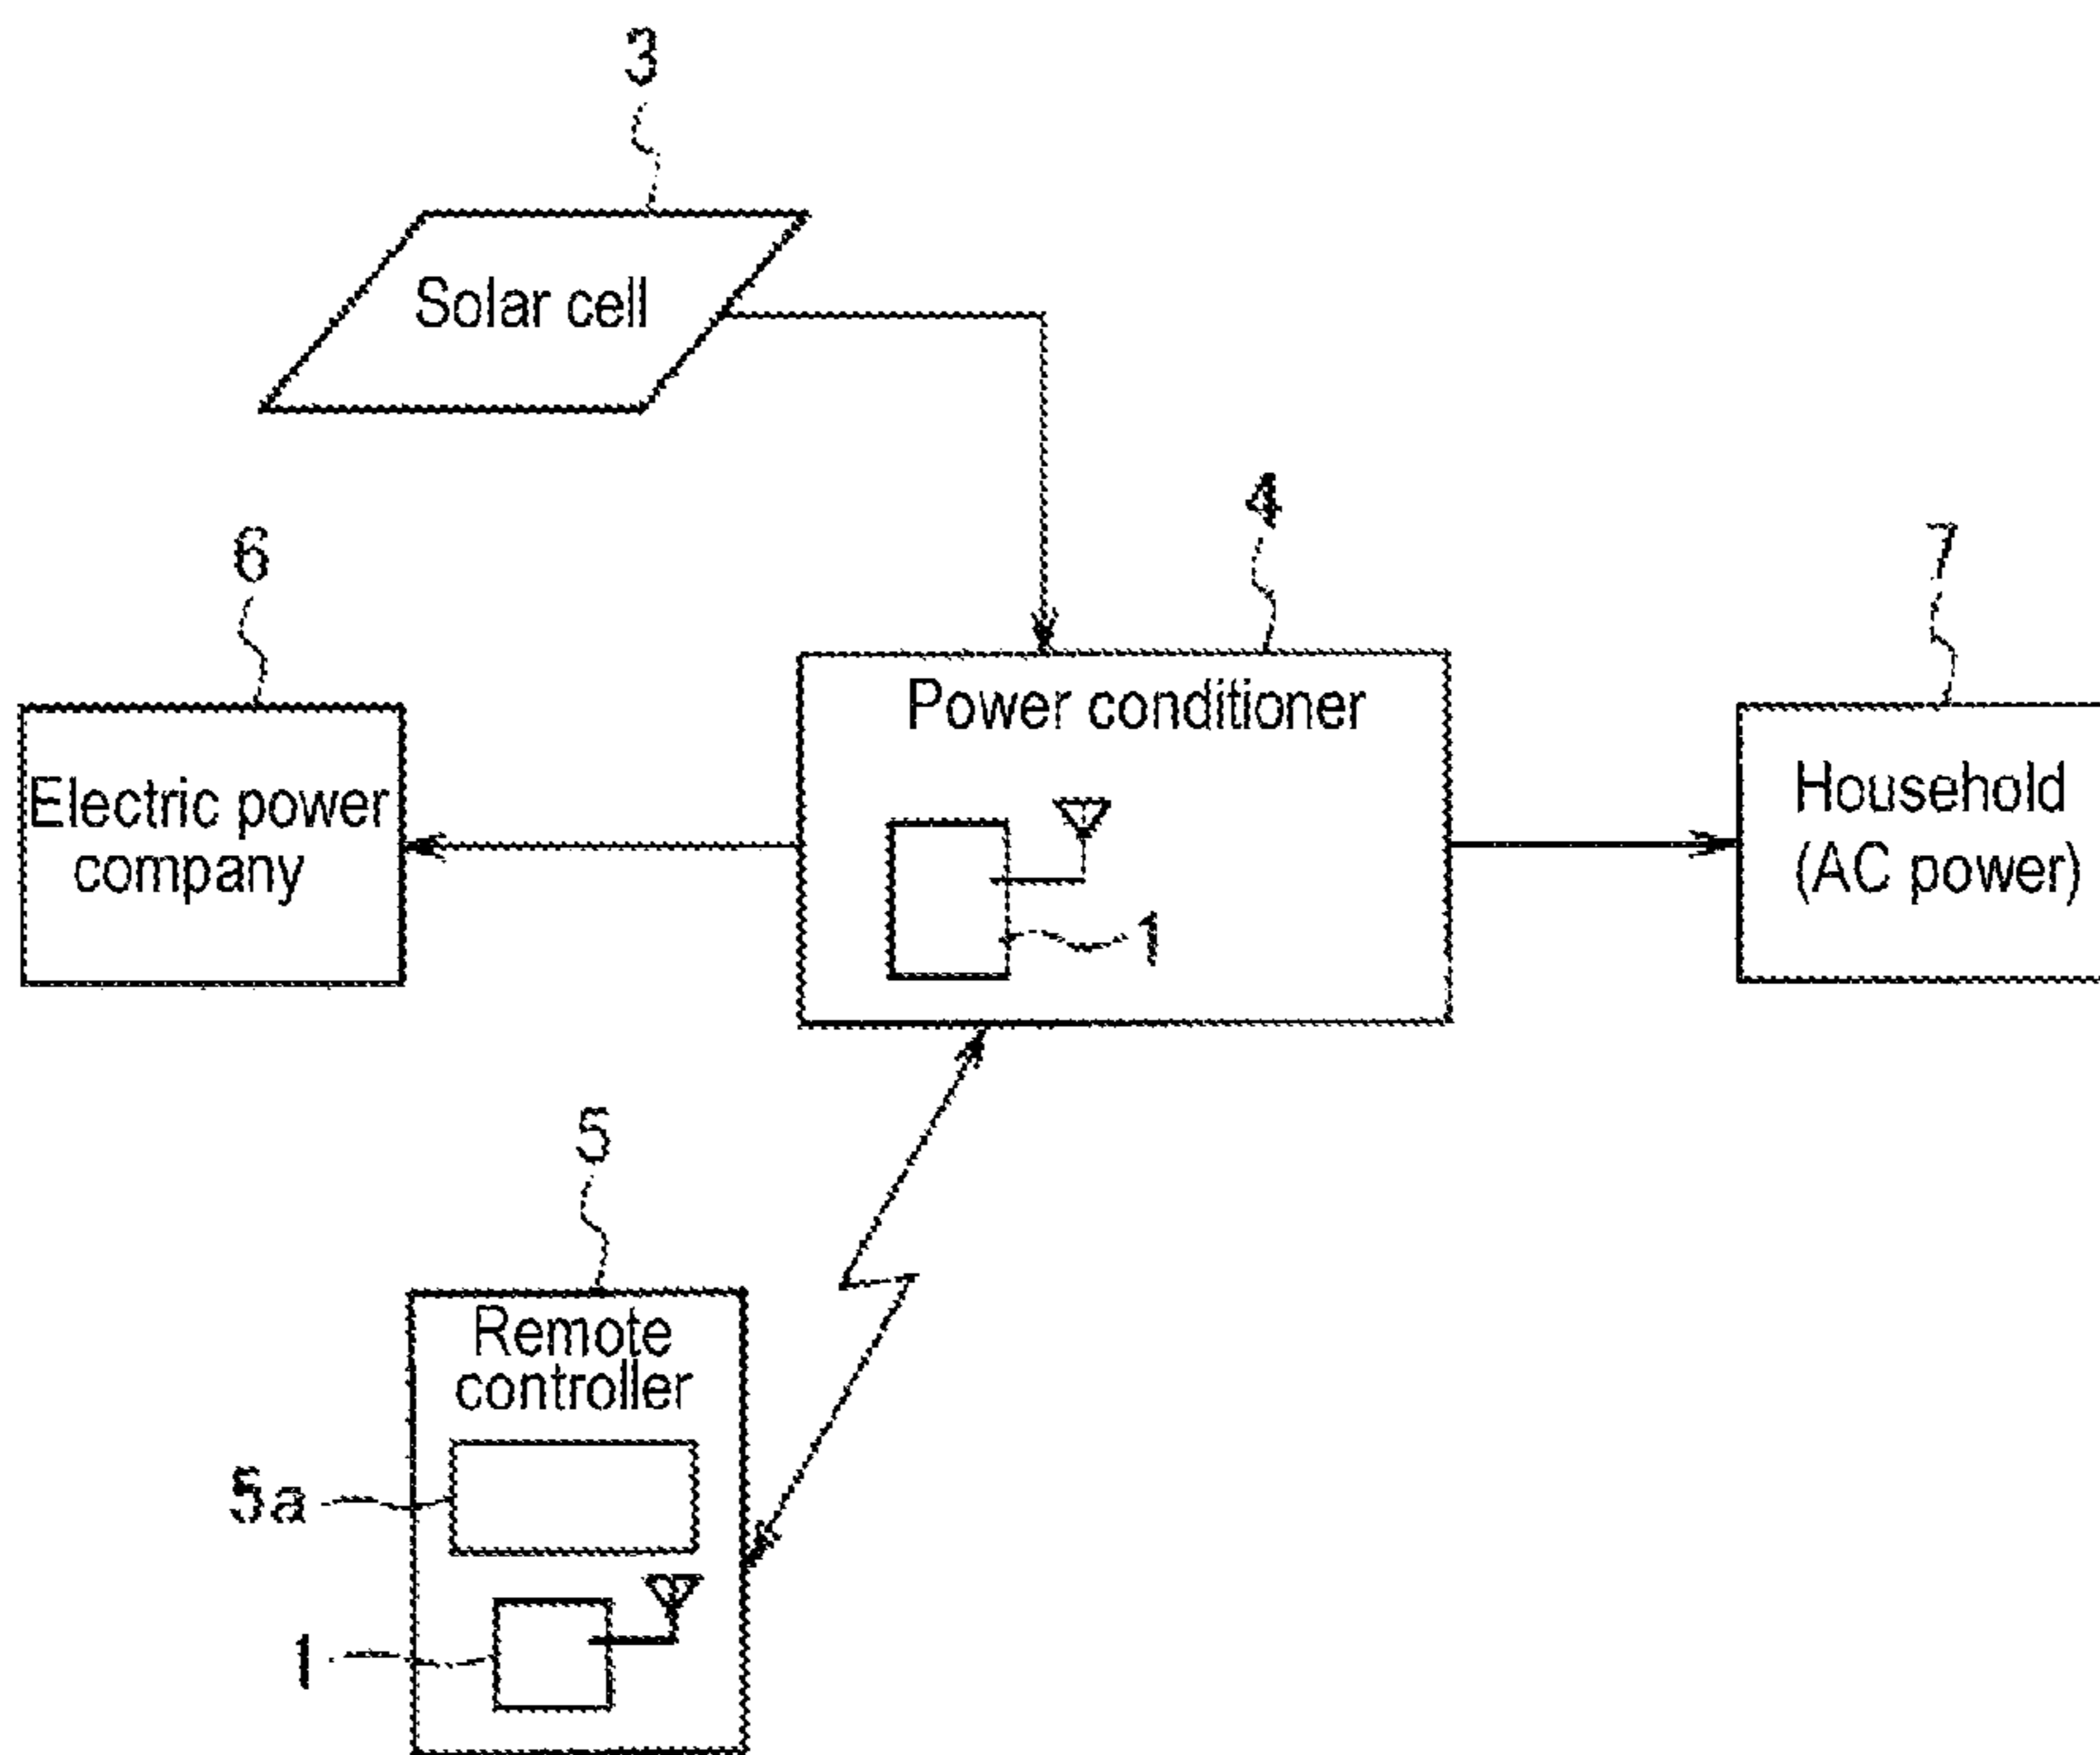 3
Solar cell
4
6
7
Power conditioner
Electric power
company
Household
(AC power)
1
5
Remote
controller
5a
1